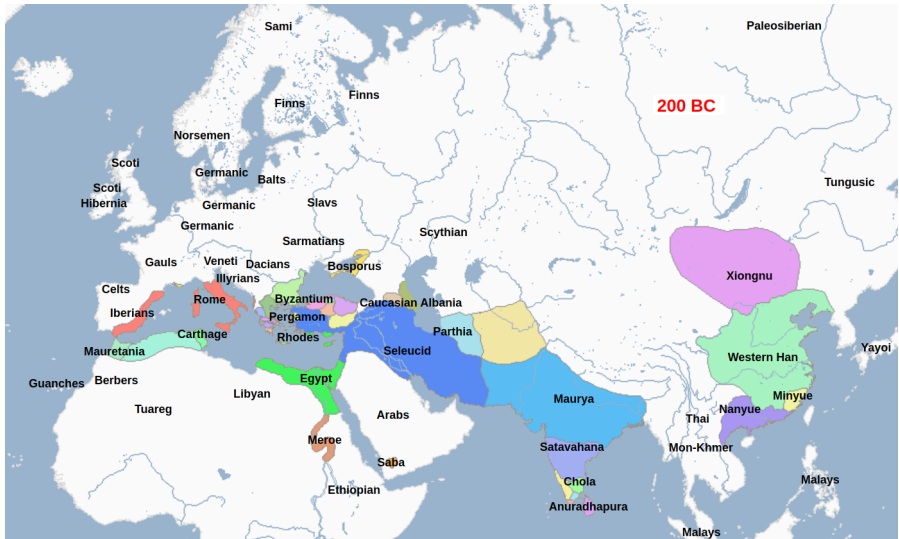 Sami
Paleosiberian
Finns
Finns
200 BC
Norsemen
Scoti
Germanic
Balts
Tungusic
Scoti
Hibernia
Germanic
Slavs
Germanic
Scythian
Sarmatians
Gauls
Veneti
Dacians
Bosporus
Illyrians
Xiongnu
Celts
Rome
Byzantium
Caucasian Albania
Iberians
Pergamon
Carthage
Rhodes
Parthia
Mauretania
Seleucid
Western Han
Yayoi
Guanches
Berbers
Egypt
Libyan
Maurya
Minyue
Tuareg
Arabs
Nanyue
Thai
Meroe
Satavahana
Mon-Khmer
Saba
Chola
Malays
Ethiopian
Anuradhapura
Malays